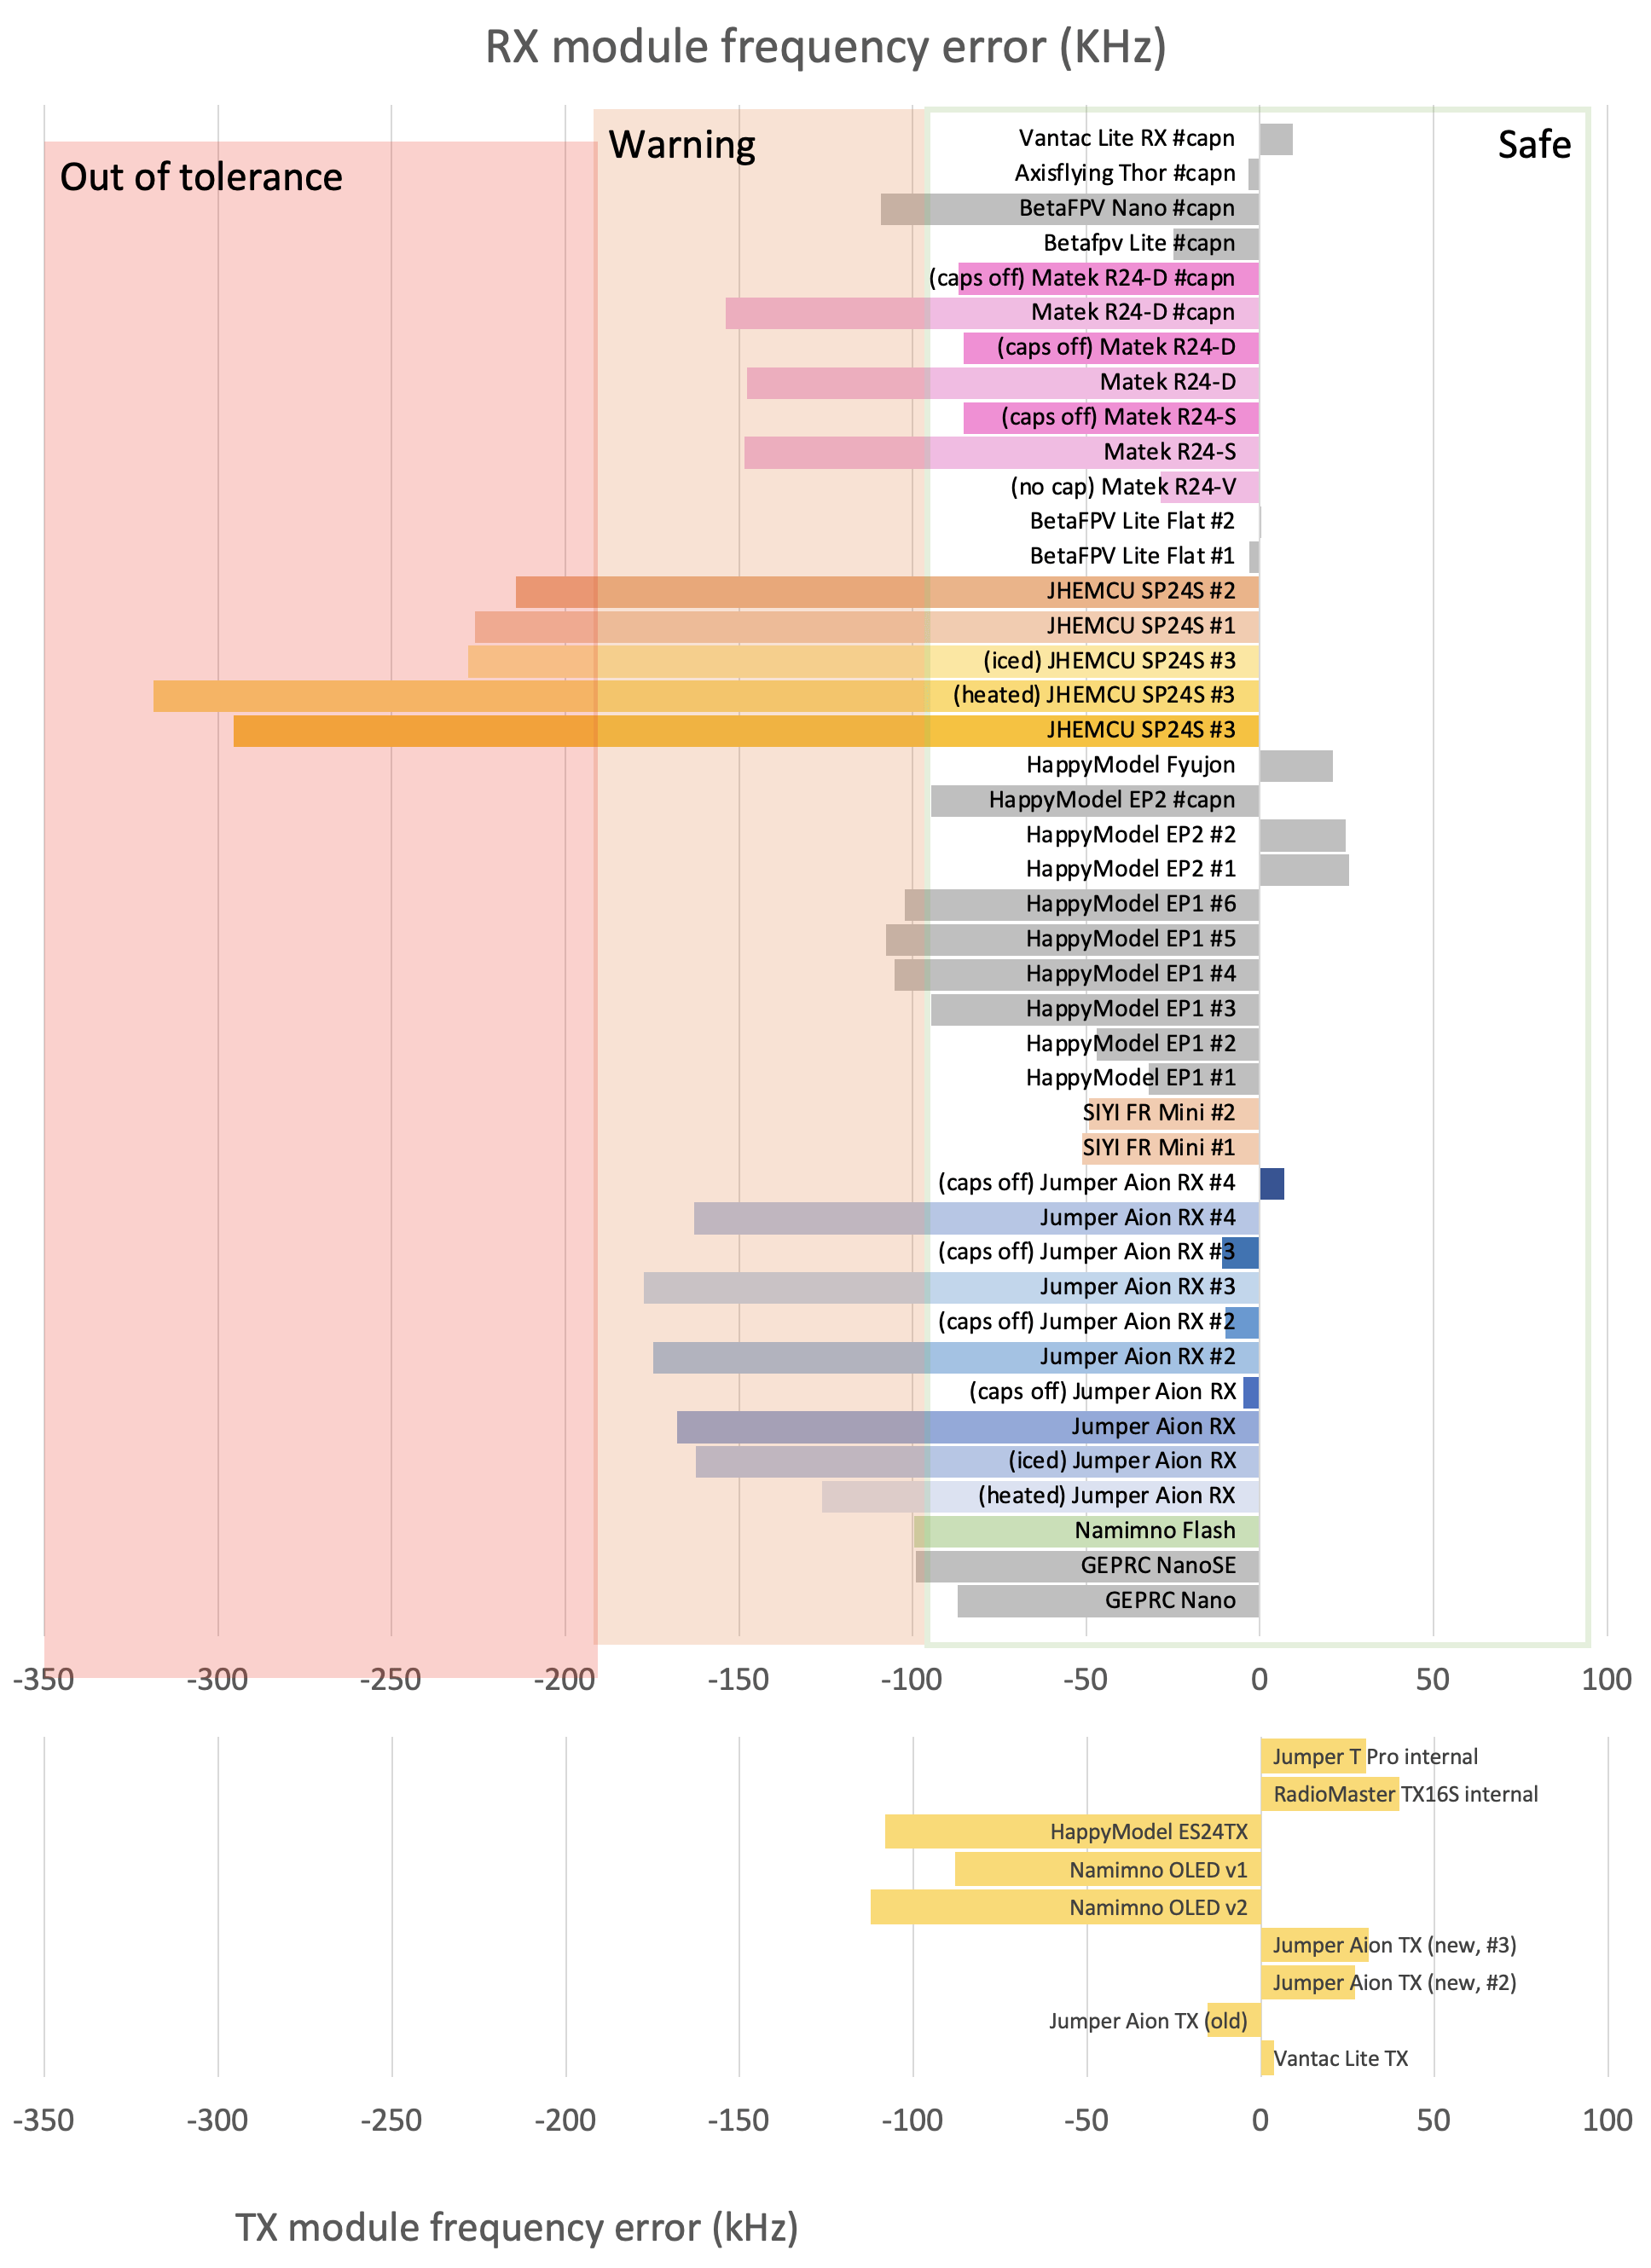 RX module frequency error (KHz)
Out of tolerance
Warning
Safe
Vantac Lite RX #capn
Axisflying Thor #capn
BetaFPV Nano #capn
Betafpv Lite #capn
(caps off) Matek R24-D #capn
Matek R24-D #capn
(caps off) Matek R24-D
Matek R24-D
(caps off) Matek R24-S
Matek R24-S
(no cap) Matek R24-V
BetaFPV Lite Flat #2
BetaFPV Lite Flat #1
JHEMCU SP24S #2
JHEMCU SP24S #1
(iced) JHEMCU SP24S #3
(heated) JHEMCU SP24S #3
JHEMCU SP24S #3
HappyModel Fyujon
HappyModel EP2 #capn
HappyModel EP2 #2
HappyModel EP2 #1
HappyModel EP1 #6
HappyModel EP1 #5
HappyModel EP1 #4
HappyModel EP1 #3
HappyModel EP1 #2
HappyModel EP1 #1
SIYI FR Mini #2
SIYI FR Mini #1
(caps off) Jumper Aion RX #4
Jumper Aion RX #4
(caps off) Jumper Aion RX #3
Jumper Aion RX #3
(caps off) Jumper Aion RX #2
Jumper Aion RX #2
(caps off) Jumper Aion RX
Jumper Aion RX
(iced) Jumper Aion RX
(heated) Jumper Aion RX
Namimno Flash
GEPRC NanoSE
GEPRC Nano
-350 -300 -250 -200 -150 -100 -50 0 50 100
Jumper T Pro internal
RadioMaster TX16S internal
HappyModel ES24TX
Namimno OLED v1
Namimno OLED v2
Jumper Aion TX (new, #3)
Jumper Aion TX (new, #2)
Jumper Aion TX (old)
Vantac Lite TX
-350 -300 -250 -200 -150 -100 -50 0 50 100
TX module frequency error (kHz)